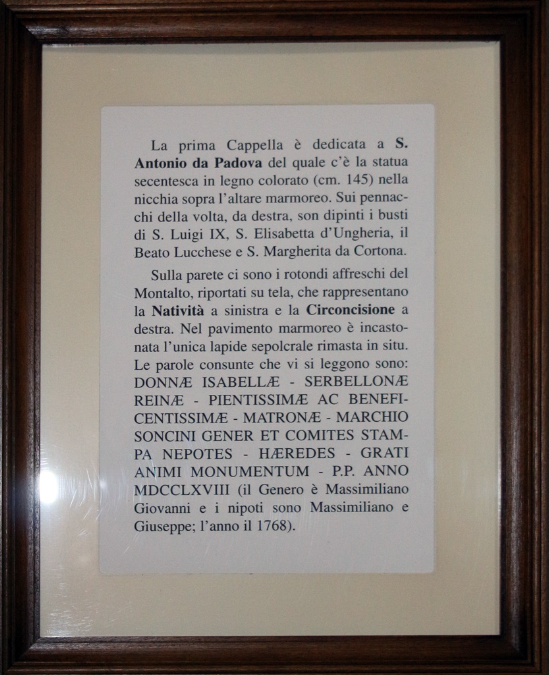 La prima Cappella è dedicata a S.
Antonio da Padova del quale c'è la statua
secentesca in legno colorato (cm. 145) nella
nicchia sopra l'altare marmoreo. Sui pennac-
chi della volta, da destra, son dipinti i busti
di S. Luigi IX, S. Elisabetta d'Ungheria, il
Beato Lucchese e S. Margherita da Cortona.
Sulla parete ci sono i rotondi affreschi del
Montalto, riportati su tela, che rappresentano
la Natività a sinistra e la Circoncisione a
destra. Nel pavimento marmoreo è incasto-
nata l'unica lapide sepolcrale rimasta in situ.
Le parole consunte che vi si leggono sono:
DONNÆ ISABELLÆ - SERBELLONÆ
REINÆ - PIENTISSIMÆ AC BENEFI-
CENTISSIMÆ - MATRONÆ - MARCHIO
SONCINI GENER ET COMITES STAM-
PA NEPOTES - HÆREDES - GRATI
ANIMI MONUMENTUM - P.P. ANNO
MDCCLXVIII (il Genero è Massimiliano
Giovanni e i nipoti sono Massimiliano e
Giuseppe; l'anno il 1768).